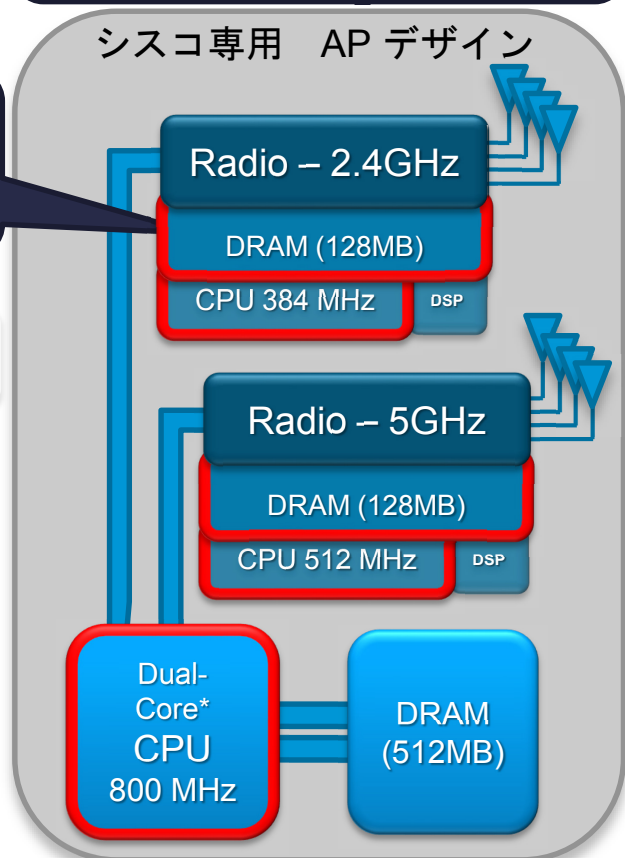 シスコ専用　AP デザイン
Radio – 2.4GHz
DRAM (128MB)
CPU 384 MHz
DSP
Radio – 5GHz
DRAM (128MB)
CPU 512 MHz
DSP
Dual-
Core*
CPU
800 MHz
DRAM
(512MB)